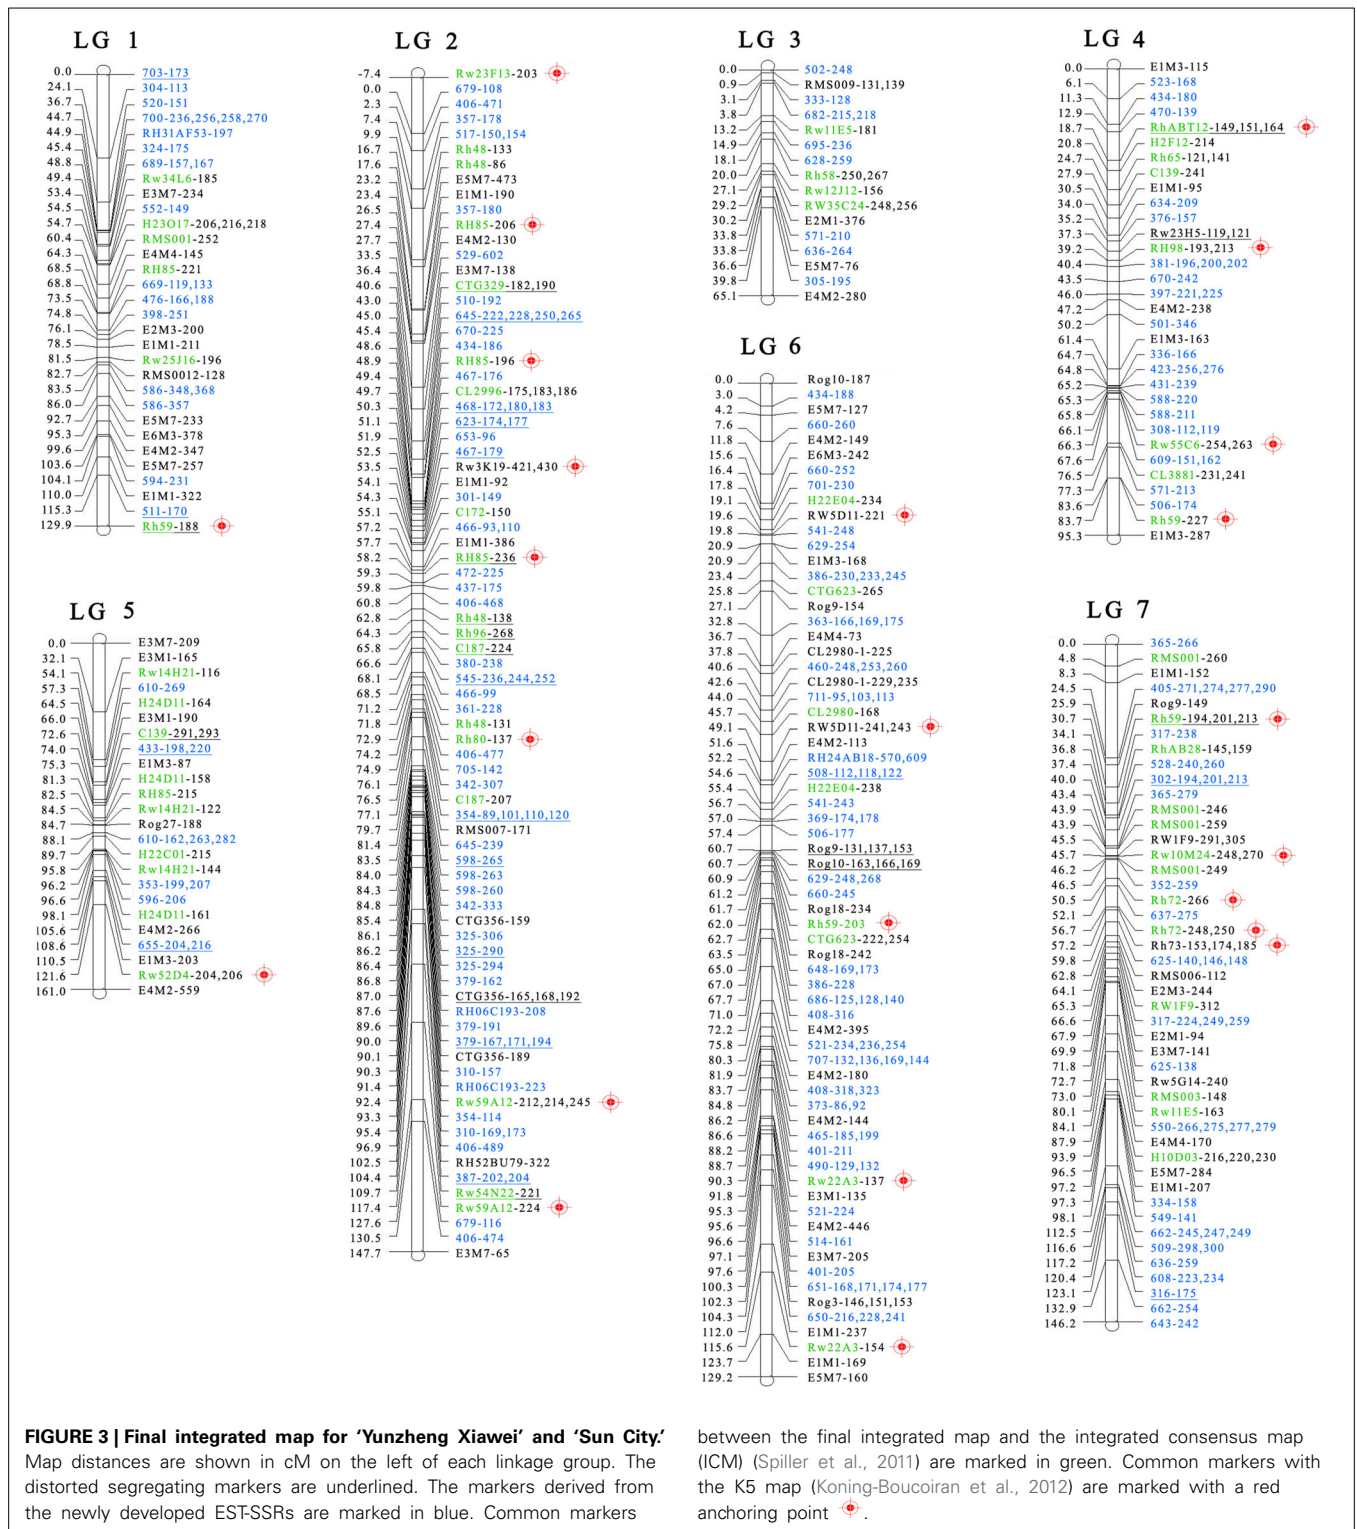 LG 1
0.0 703-173
24.1 304-113
36.7 520-151
44.7 700-236,256,258,270
44.9 RH31AF53-197
45.4 324-175
48.8 689-157,167
49.4 Rw34L6-185
53.4 E3M7-234
54.5 552-149
54.7 H23O17-206,216,218
60.4 RMS001-252
64.3 E4M4-145
68.5 RH85-221
68.8 669-119,133
73.5 476-166,188
74.8 398-251
76.1 E2M3-200
78.5 E1M1-211
81.5 Rw25J16-196
82.7 RMS0012-128
83.5 586-348,368
86.0 586-357
92.7 E5M7-233
95.3 E6M3-378
99.6 E4M2-347
103.6 E5M7-257
104.1 594-231
110.0 E1M1-322
115.3 511-170
129.9 Rh59-188
LG 2
-7.4 Rw23F13-203
0.0 679-108
2.3 406-471
7.4 357-178
9.9 517-150,154
16.7 Rh48-133
17.6 Rh48-86
23.2 E5M7-473
23.4 E1M1-190
26.5 357-180
27.4 RH85-206
27.7 E4M2-130
33.5 529-602
36.4 E3M7-138
40.6 CTG329-182,190
43.0 510-192
45.0 645-222,228,250,265
45.4 670-225
48.6 434-186
48.9 RH85-196
49.4 467-176
49.7 CL2996-175,183,186
50.3 468-172,180,183
51.1 623-174,177
51.9 653-96
52.5 467-179
53.5 Rw3K19-421,430
54.1 E1M1-92
54.3 301-149
55.1 C172-150
57.2 466-93,110
57.7 E1M1-386
58.2 RH85-236
59.3 472-225
59.8 437-175
60.8 406-468
62.8 Rh48-138
64.3 Rh96-268
65.8 C187-224
66.6 380-238
68.1 545-236,244,252
68.5 466-99
71.2 361-228
71.8 Rh48-131
72.9 Rh80-137
74.2 406-477
74.9 705-142
76.1 342-307
76.5 C187-207
77.1 354-89,101,110,120
79.7 RMS007-171
81.4 645-239
83.5 598-265
84.0 598-263
84.3 598-260
84.8 342-333
85.4 CTG356-159
86.1 325-306
86.2 325-290
86.4 325-294
86.8 379-162
87.0 CTG356-165,168,192
87.6 RH06C193-208
89.6 379-191
90.0 379-167,171,194
90.1 CTG356-189
90.3 310-157
91.4 RH06C193-223
92.4 Rw59A12-212,214,245
93.3 354-114
95.4 310-169,173
96.9 406-489
102.5 RH52BU79-322
104.4 387-202,204
109.7 Rw54N22-221
117.4 Rw59A12-224
127.6 679-116
130.5 406-474
147.7 E3M7-65
LG 3
0.0 502-248
0.9 RMS009-131,139
3.1 333-128
3.8 682-215,218
13.2 Rw11E5-181
14.9 695-236
18.1 628-259
20.0 Rh58-250,267
27.1 Rw12J12-156
29.2 RW35C24-248,256
30.2 E2M1-376
33.8 571-210
33.8 636-264
36.6 E5M7-76
39.8 305-195
65.1 E4M2-280
LG 4
0.0 E1M3-115
6.1 523-168
11.3 434-180
12.9 470-139
18.7 RhABT12-149,151,164
20.8 H2F12-214
24.7 Rh65-121,141
27.9 C139-241
30.5 E1M1-95
34.0 634-209
35.2 376-157
37.3 Rw23H5-119,121
39.2 RH98-193,213
40.4 381-196,200,202
43.5 670-242
46.0 397-221,225
47.2 E4M2-238
50.2 501-346
61.4 E1M3-163
64.7 336-166
64.8 423-256,276
65.2 431-239
65.3 588-220
65.8 588-211
66.1 308-112,119
66.3 Rw55C6-254,263
67.6 609-151,162
76.5 CL3881-231,241
77.3 571-213
83.6 506-174
83.7 Rh59-227
95.3 E1M3-287
LG 5
0.0 E3M7-209
32.1 E3M1-165
54.1 Rw14H21-116
57.3 610-269
64.5 H24D11-164
66.0 E3M1-190
72.6 C139-291,293
74.0 433-198,220
75.3 E1M3-87
81.3 H24D11-158
82.5 RH85-215
84.5 Rw14H21-122
84.7 Rog27-188
88.1 610-162,263,282
89.7 H22C01-215
95.8 Rw14H21-144
96.2 353-199,207
96.6 596-206
98.1 H24D11-161
105.6 E4M2-266
108.6 655-204,216
110.5 E1M3-203
121.6 Rw52D4-204,206
161.0 E4M2-559
LG 6
0.0 Rog10-187
3.0 434-188
4.2 E5M7-127
7.6 660-260
11.8 E4M2-149
15.6 E6M3-242
16.4 660-252
17.8 701-230
19.1 H22E04-234
19.6 RW5D11-221
19.8 541-248
20.9 629-254
20.9 E1M3-168
23.4 386-230,233,245
25.8 CTG623-265
27.1 Rog9-154
32.8 363-166,169,175
36.7 E4M4-73
37.8 CL2980-1-225
40.6 460-248,253,260
42.6 CL2980-1-229,235
44.0 711-95,103,113
45.7 CL2980-168
49.1 RW5D11-241,243
51.6 E4M2-113
52.2 RH24AB18-570,609
54.6 508-112,118,122
55.4 H22E04-238
56.7 541-243
57.0 369-174,178
57.4 506-177
60.7 Rog9-131,137,153
60.7 Rog10-163,166,169
60.9 629-248,268
61.2 660-245
61.7 Rog18-234
62.0 Rh59-203
62.7 CTG623-222,254
63.5 Rog18-242
65.0 648-169,173
67.0 386-228
67.7 686-125,128,140
71.0 408-316
72.2 E4M2-395
75.8 521-234,236,254
80.3 707-132,136,169,144
81.9 E4M2-180
83.7 408-318,323
84.8 373-86,92
86.2 E4M2-144
86.6 465-185,199
88.2 401-211
88.7 490-129,132
90.3 Rw22A3-137
91.8 E3M1-135
95.3 521-224
95.6 E4M2-446
96.6 514-161
97.1 E3M7-205
97.6 401-205
100.3 651-168,171,174,177
102.3 Rog3-146,151,153
104.3 650-216,228,241
112.0 E1M1-237
115.6 Rw22A3-154
123.7 E1M1-169
129.2 E5M7-160
LG 7
0.0 365-266
4.8 RMS001-260
8.3 E1M1-152
24.5 405-271,274,277,290
25.9 Rog9-149
30.7 Rh59-194,201,213
34.1 317-238
36.8 RhAB28-145,159
37.4 528-240,260
40.0 302-194,201,213
43.4 365-279
43.9 RMS001-246
43.9 RMS001-259
45.5 RW1F9-291,305
45.7 Rw10M24-248,270
46.2 RMS001-249
46.5 352-259
50.5 Rh72-266
52.1 637-275
56.7 Rh72-248,250
57.2 Rh73-153,174,185
59.8 625-140,146,148
62.8 RMS006-112
64.1 E2M3-244
65.3 RW1F9-312
66.6 317-224,249,259
67.9 E2M1-94
69.9 E3M7-141
71.8 625-138
72.7 Rw5G14-240
73.0 RMS003-148
80.1 Rw11E5-163
84.1 550-266,275,277,279
87.9 E4M4-170
93.9 H10D03-216,220,230
96.5 E5M7-284
97.2 E1M1-207
97.3 334-158
98.1 549-141
112.5 662-245,247,249
116.6 509-298,300
117.2 636-259
120.4 608-223,234
123.1 316-175
132.9 662-254
146.2 643-242
FIGURE 3 | Final integrated map for ‘Yunzheng Xiawei’ and ‘Sun City.’
Map distances are shown in cM on the left of each linkage group. The
distorted segregating markers are underlined. The markers derived from
the newly developed EST-SSRs are marked in blue. Common markers
between the final integrated map and the integrated consensus map
(ICM) (Spiller et al., 2011) are marked in green. Common markers with
the K5 map (Koning-Boucoiran et al., 2012) are marked with a red
anchoring point .